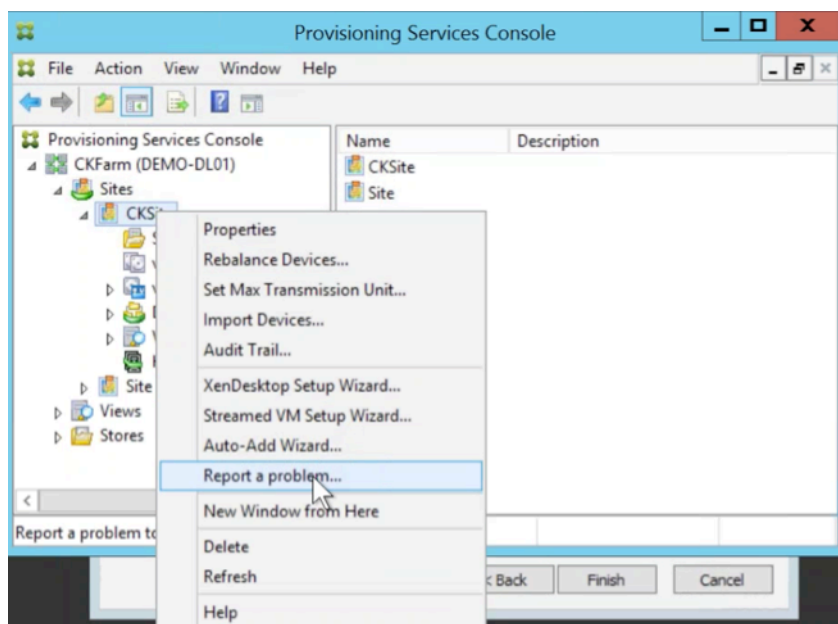 Provisioning Services Console
File Action View Window Help
Provisioning Services Console
CKFarm (DEMO-DL01)
Sites
Site
Views
Stores
Name Description
CKSite
Site
Properties
Rebalance Devices...
Set Max Transmission Unit...
Import Devices...
Audit Trail...
XenDesktop Setup Wizard...
Streamed VM Setup Wizard...
Auto-Add Wizard...
Report a problem...
New Window from Here
Delete
Refresh
Help
Report a problem to
< Back Finish Cancel